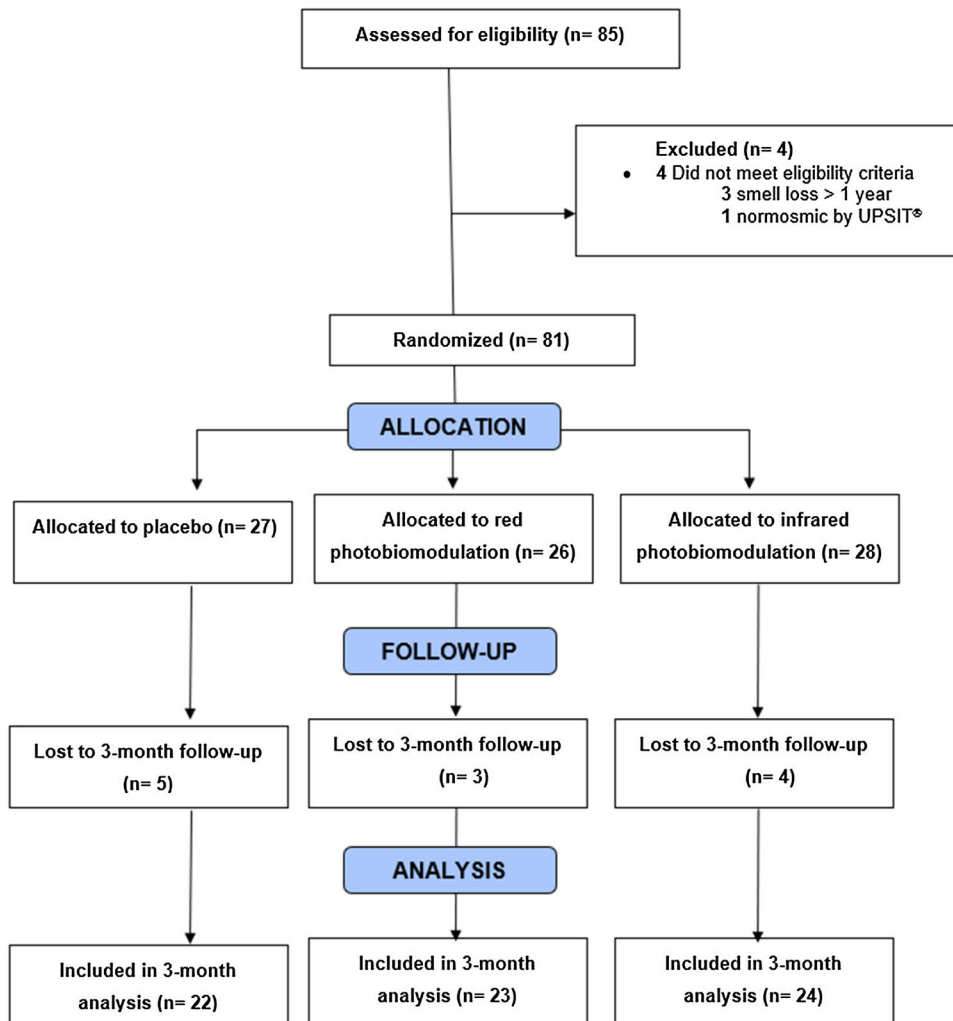 Assessed for eligibility (n= 85)
Excluded (n= 4)
• 4 Did not meet eligibility criteria
3 smell loss > 1 year
1 normosmic by UPSIT®
Randomized (n= 81)
ALLOCATION
Allocated to placebo (n= 27)
Allocated to red
photobiomodulation (n= 26)
Allocated to infrared
photobiomodulation (n= 28)
FOLLOW-UP
Lost to 3-month follow-up
(n= 5)
Lost to 3-month follow-up
(n= 3)
Lost to 3-month follow-up
(n= 4)
ANALYSIS
Included in 3-month
analysis (n= 22)
Included in 3-month
analysis (n= 23)
Included in 3-month
analysis (n= 24)